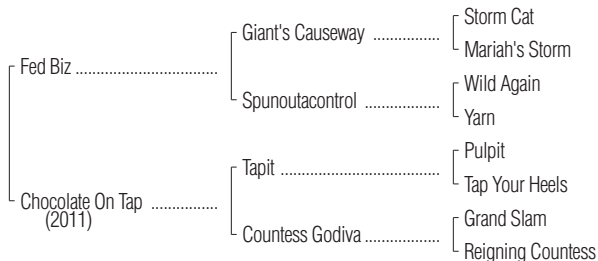 Storm Cat
Giant's Causeway ................
Mariah's Storm
Fed Biz .................................
Wild Again
Spunoutacontrol ..................
Yarn
Pulpit
Tapit ......................................
Tap Your Heels
Chocolate On Tap ................
(2011)
Grand Slam
Countess Godiva ..................
Reigning Countess